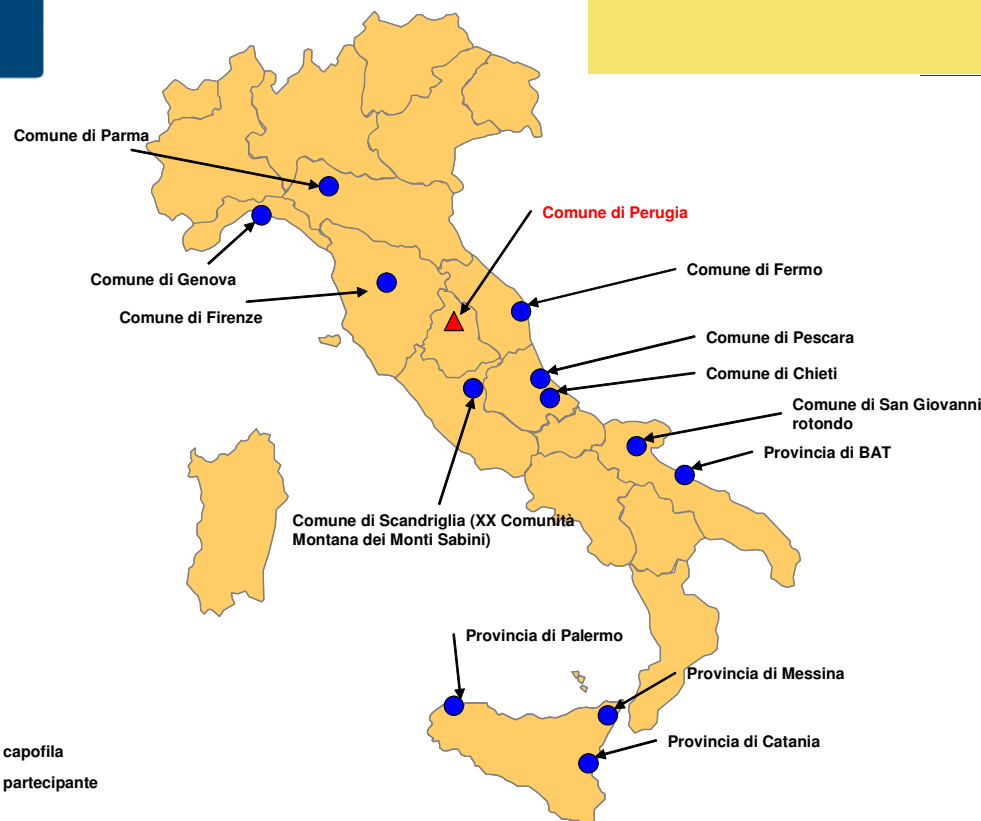 Comune di Parma
Comune di Perugia
Comune di Fermo
Comune di Genova
Comune di Firenze
Comune di Pescara
Comune di Chieti
Comune di San Giovanni
rotondo
Provincia di BAT
Comune di Scandriglia (XX Comunità
Montana dei Monti Sabini)
Provincia di Palermo
Provincia di Messina
Provincia di Catania
capofila
partecipante